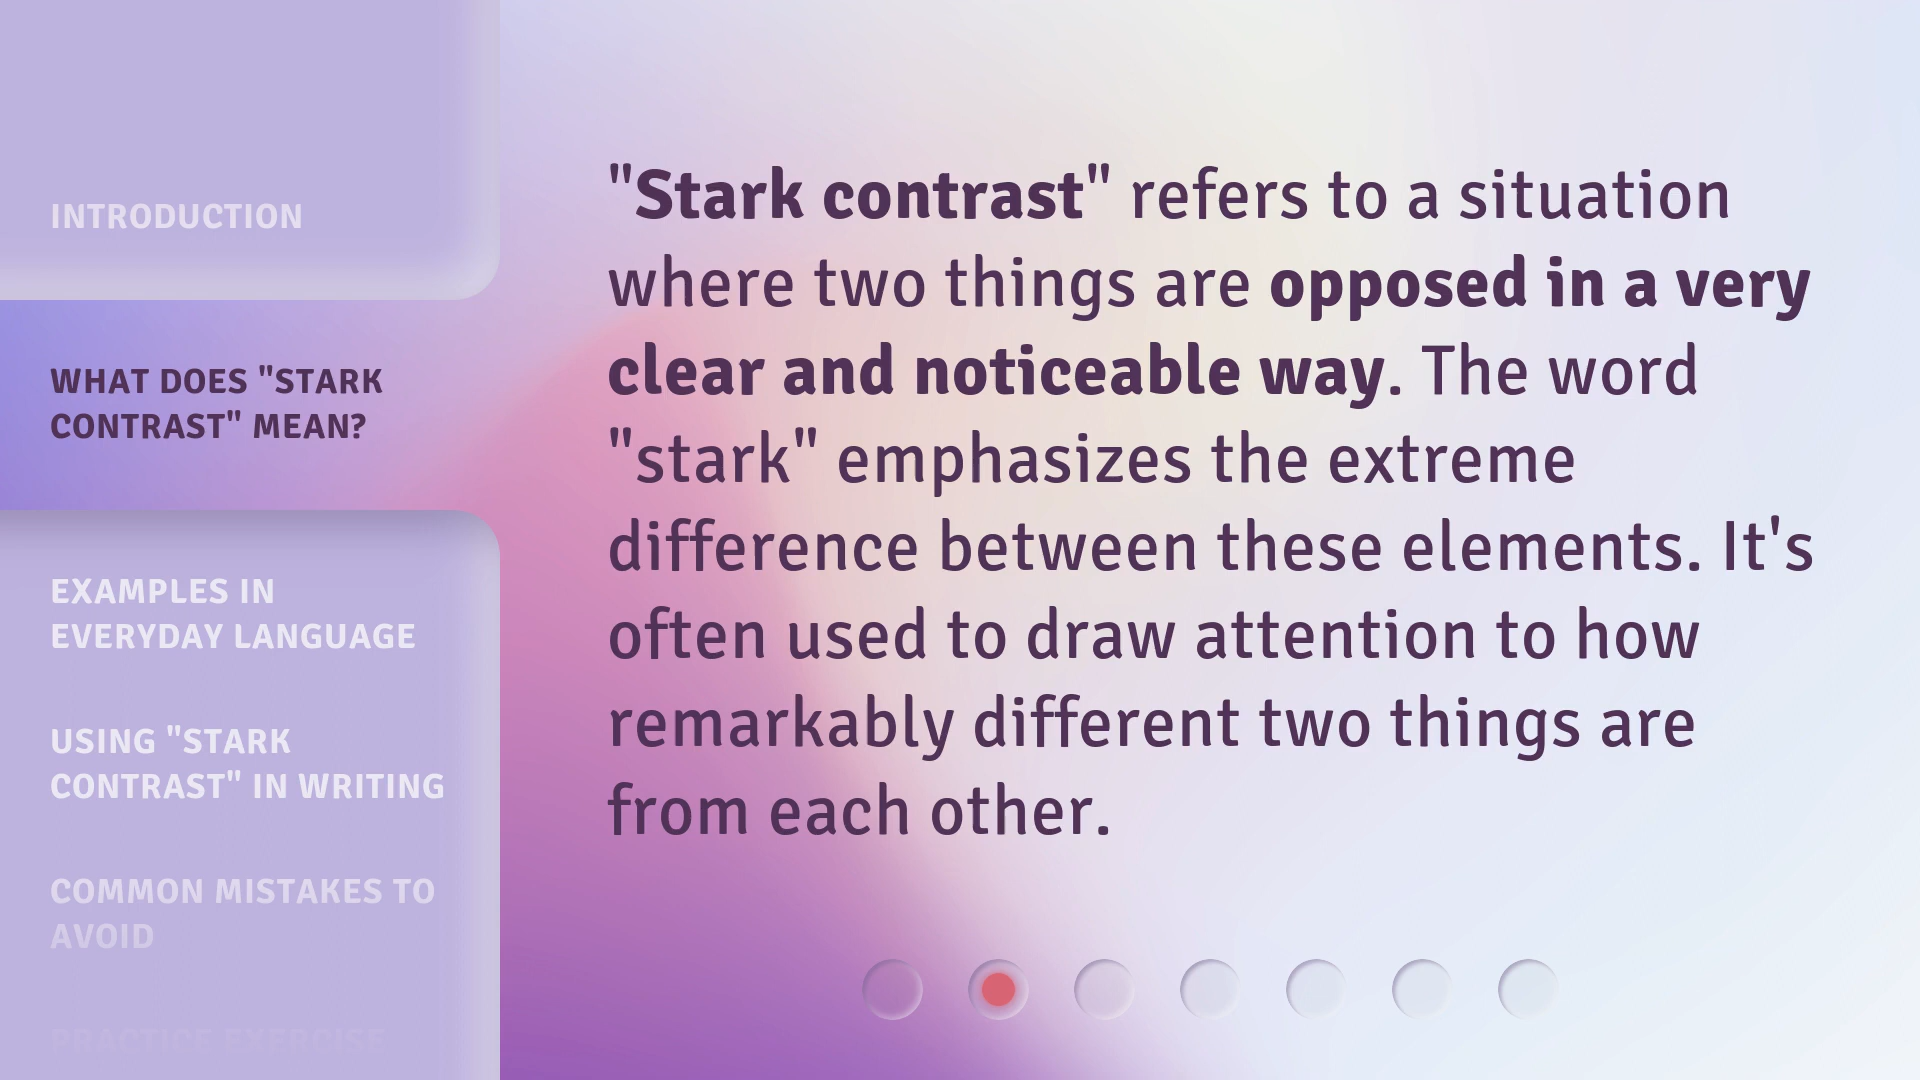 INTRODUCTION
WHAT DOES "STARK
CONTRAST" MEAN?
EXAMPLES IN
EVERYDAY LANGUAGE
USING "STARK
CONTRAST" IN WRITING
COMMON MISTAKES TO
AVOID
PRACTICE EXERCISE
"Stark contrast" refers to a situation
where two things are opposed in a very
clear and noticeable way. The word
"stark" emphasizes the extreme
difference between these elements. It's
often used to draw attention to how
remarkably different two things are
from each other.